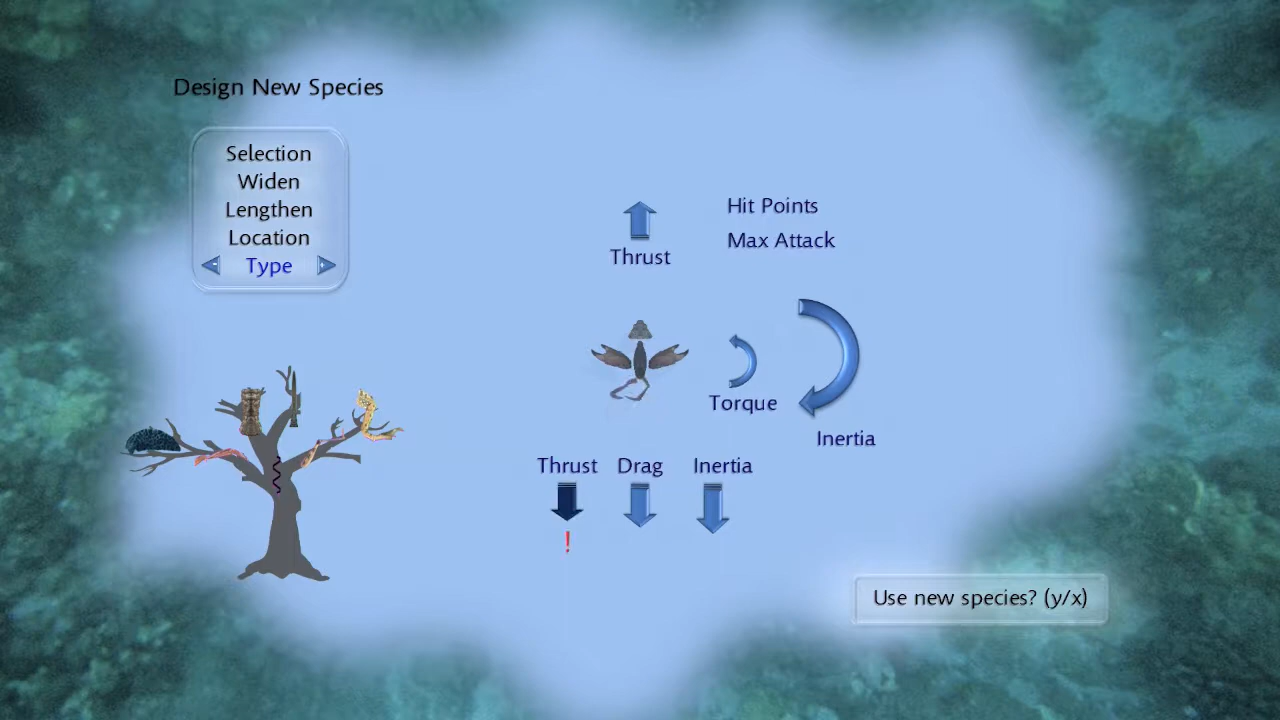 Design New Species
Selection
Widen
Lengthen
Location
Type
Hit Points
Max Attack
Thrust
Torque
Inertia
Thrust Drag Inertia
!
Use new species? (y/x)